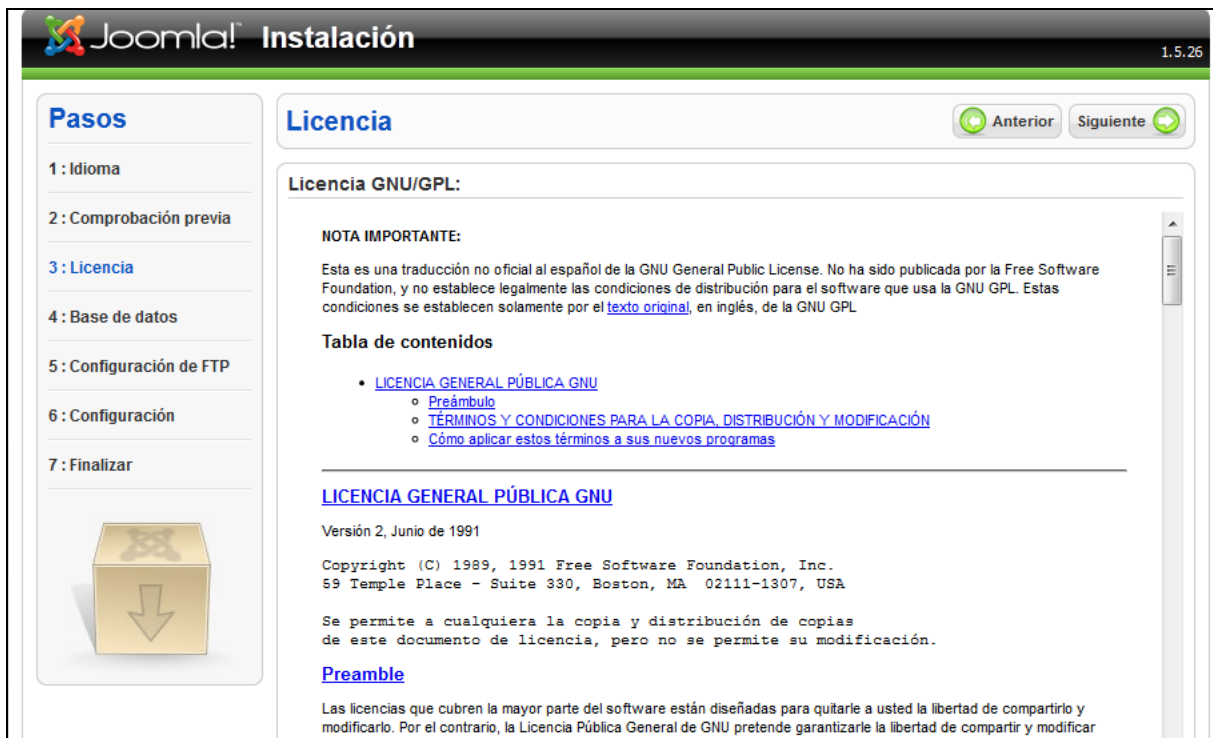 Joomla!™ Instalación
1.5.26
Pasos
1 : Idioma
2 : Comprobación previa
3 : Licencia
4 : Base de datos
5 : Configuración de FTP
6 : Configuración
7 : Finalizar
Licencia
Anterior
Siguiente
Licencia GNU/GPL:
NOTA IMPORTANTE:
Esta es una traducción no oficial al español de la GNU General Public License. No ha sido publicada por la Free Software
Foundation, y no establece legalmente las condiciones de distribución para el software que usa la GNU GPL. Estas
condiciones se establecen solamente por el texto original, en inglés, de la GNU GPL
Tabla de contenidos
• LICENCIA GENERAL PÚBLICA GNU
o Preámbulo
o TÉRMINOS Y CONDICIONES PARA LA COPIA, DISTRIBUCIÓN Y MODIFICACIÓN
o Cómo aplicar estos términos a sus nuevos programas
LICENCIA GENERAL PÚBLICA GNU
Versión 2, Junio de 1991
Copyright (C) 1989, 1991 Free Software Foundation, Inc.
59 Temple Place - Suite 330, Boston, MA 02111-1307, USA
Se permite a cualquiera la copia y distribución de copias
de este documento de licencia, pero no se permite su modificación.
Preamble
Las licencias que cubren la mayor parte del software están diseñadas para quitarle a usted la libertad de compartirlo y
modificarlo. Por el contrario, la Licencia Pública General de GNU pretende garantizarle la libertad de compartir y modificar